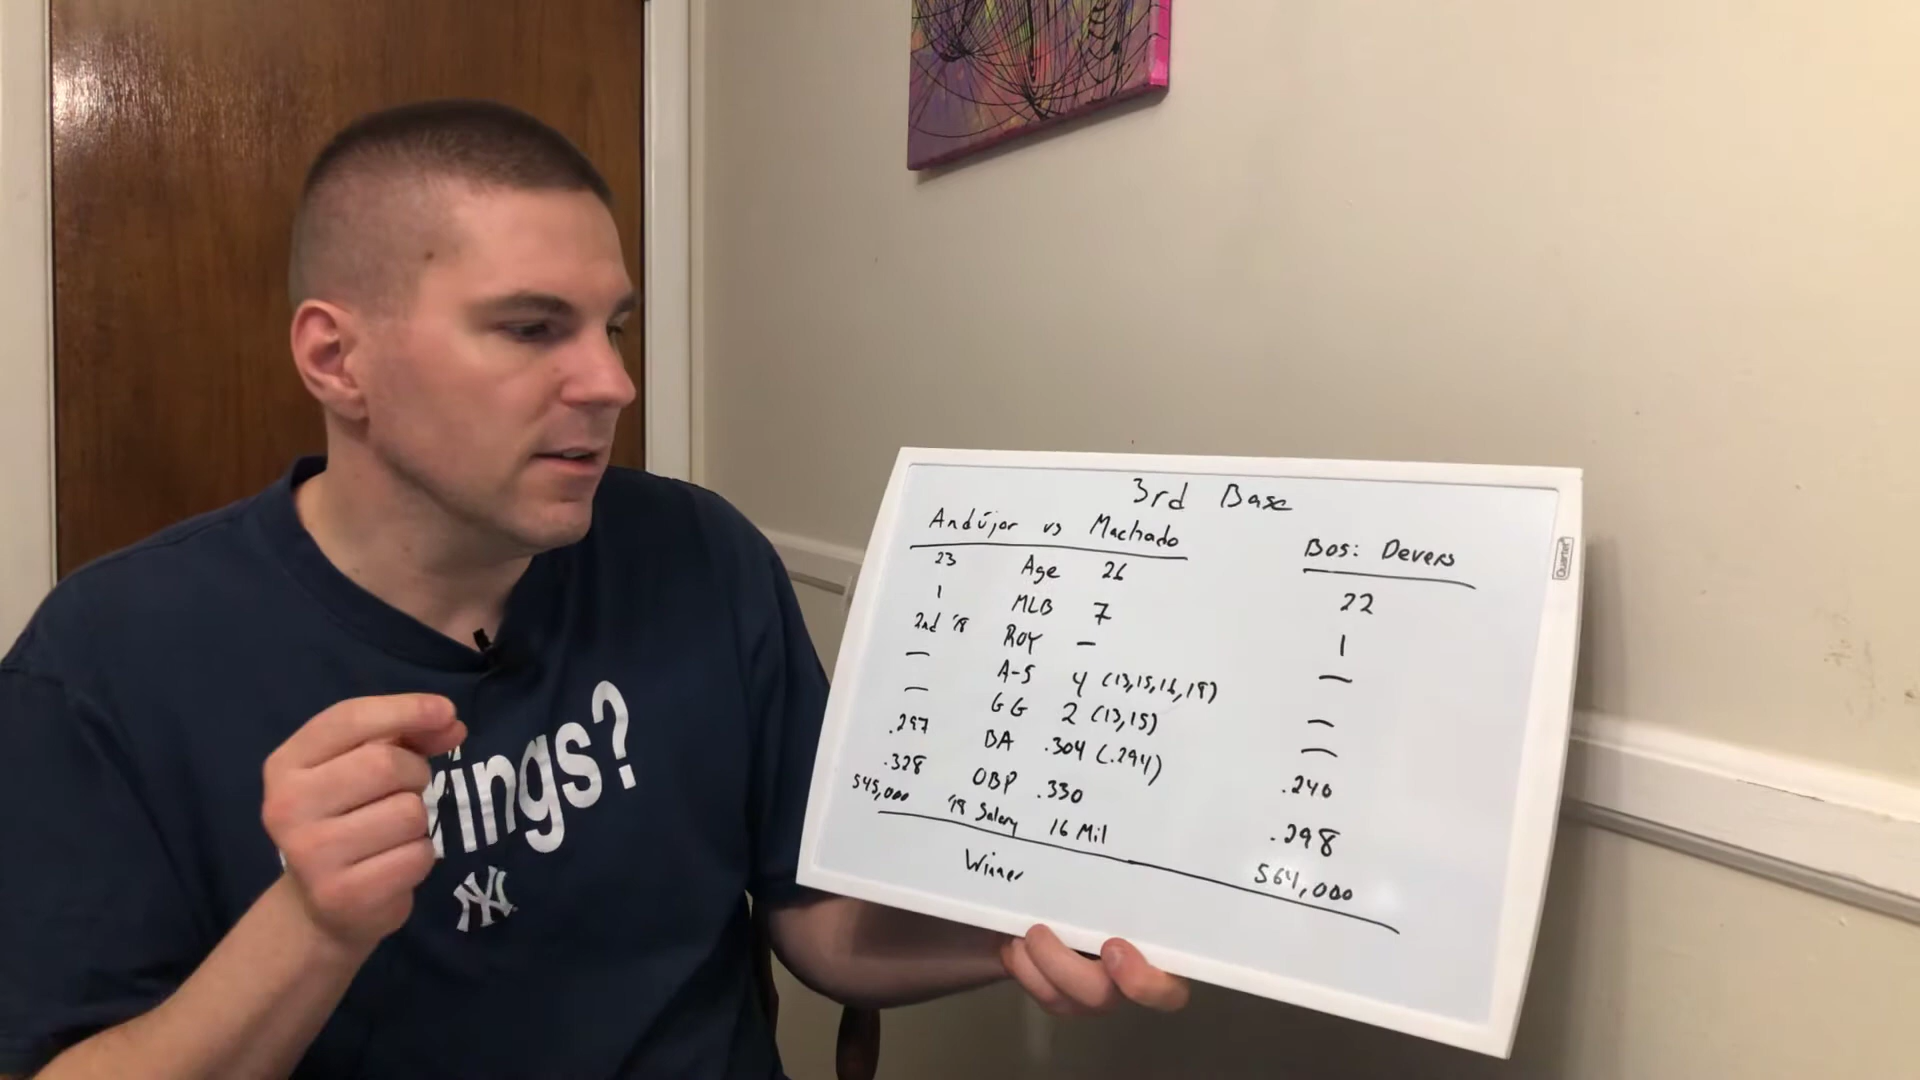 3rd Base
Andújar vs Machado
Bos: Devers
23 Age 26 22
1 MLB 7 1
2nd '18 ROY — —
— A-S 4 (13,15,16,18) —
— GG 2 (13,15) —
.297 BA .304 (.294) .240
.328 OBP .330 .298
545,000 '18 Salary 16 Mil 564,000
Winner
Quartet
rings?
NY